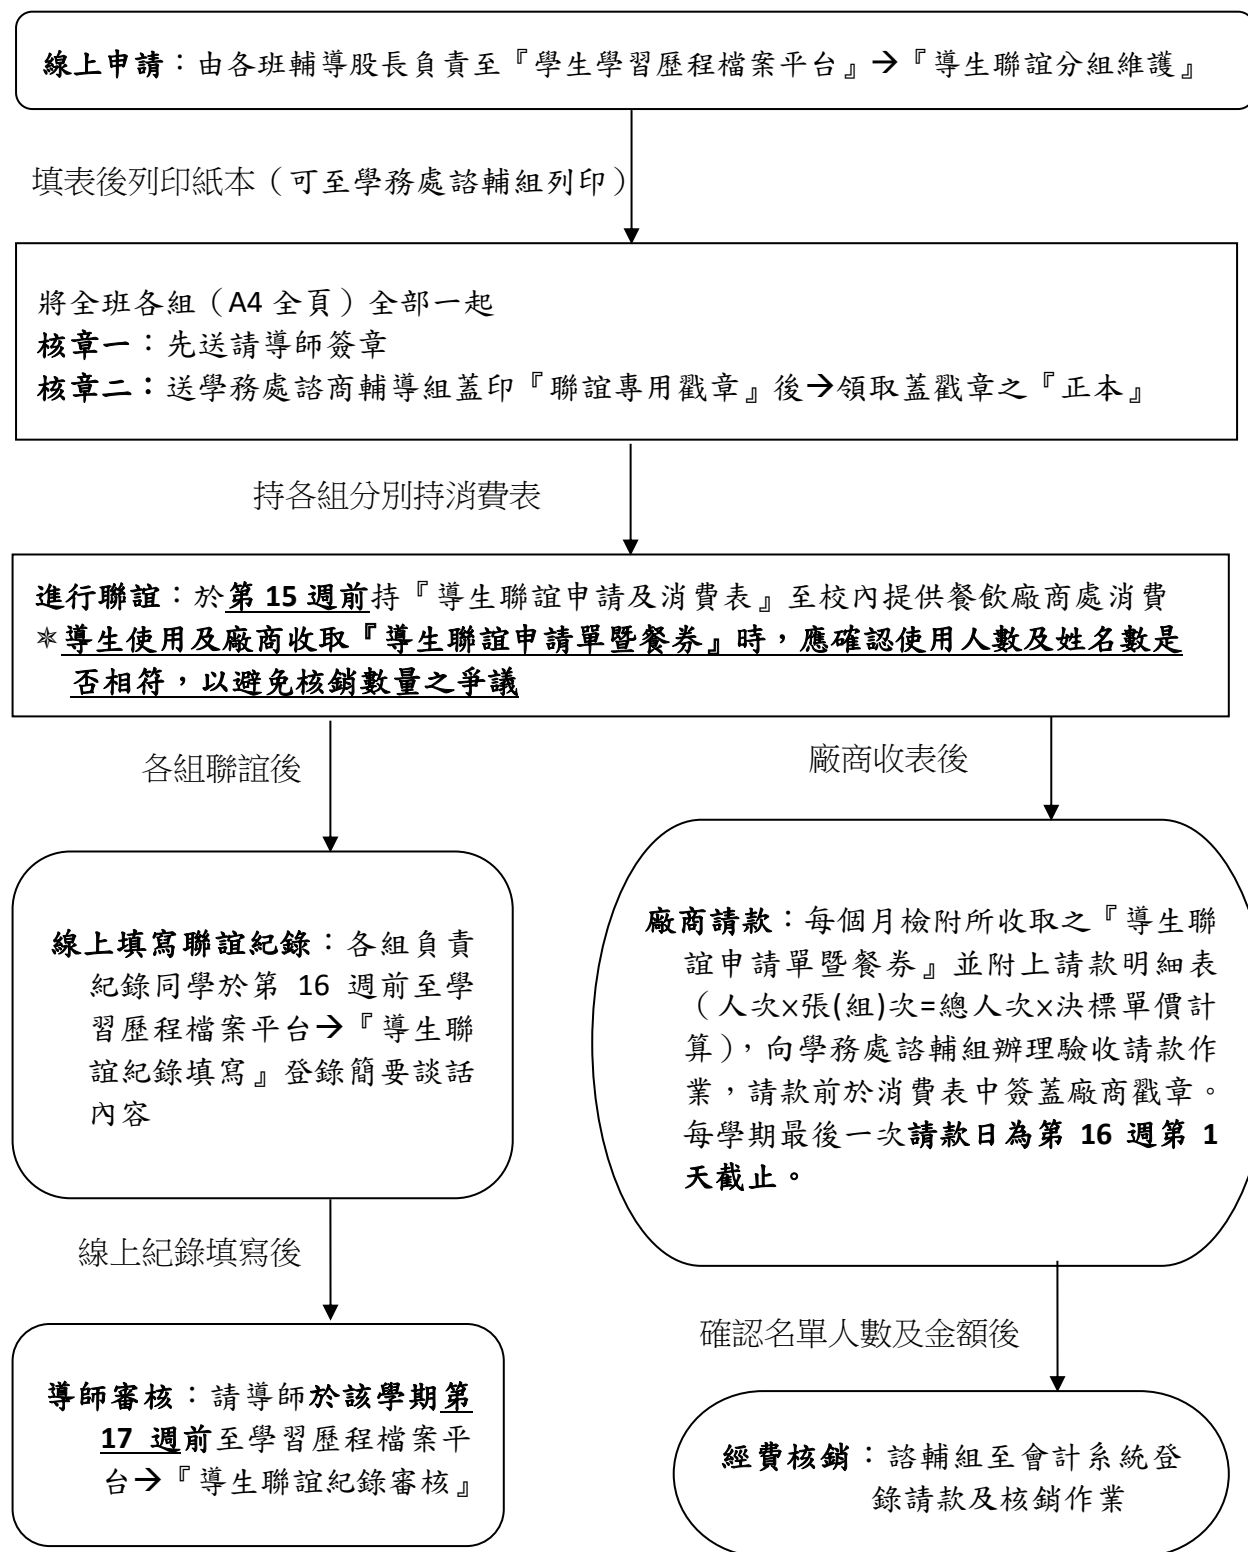 線上申請：由各班輔導股長負責至『學生學習歷程檔案平台』→『導生聯誼分組維護』
填表後列印紙本（可至學務處諮輔組列印）
將全班各組（A4 全頁）全部一起
核章一：先送請導師簽章
核章二：送學務處諮商輔導組蓋印『聯誼專用戳章』後→領取蓋戳章之『正本』
持各組分別持消費表
進行聯誼：於第 15 週前持『導生聯誼申請及消費表』至校內提供餐飲廠商處消費
＊導生使用及廠商收取『導生聯誼申請單暨餐券』時，應確認使用人數及姓名數是
否相符，以避免核銷數量之爭議
各組聯誼後
線上填寫聯誼紀錄：各組負責
紀錄同學於第 16 週前至學
習歷程檔案平台→『導生聯
誼紀錄填寫』登錄簡要談話
內容
線上紀錄填寫後
導師審核：請導師於該學期第
17 週前至學習歷程檔案平
台→『導生聯誼紀錄審核』
廠商收表後
廠商請款：每個月檢附所收取之『導生聯
誼申請單暨餐券』並附上請款明細表
（人次x張(組)次=總人次x決標單價計
算），向學務處諮輔組辦理驗收請款作
業，請款前於消費表中簽蓋廠商戳章。
每學期最後一次請款日為第 16 週第 1
天截止。
確認名單人數及金額後
經費核銷：諮輔組至會計系統登
錄請款及核銷作業